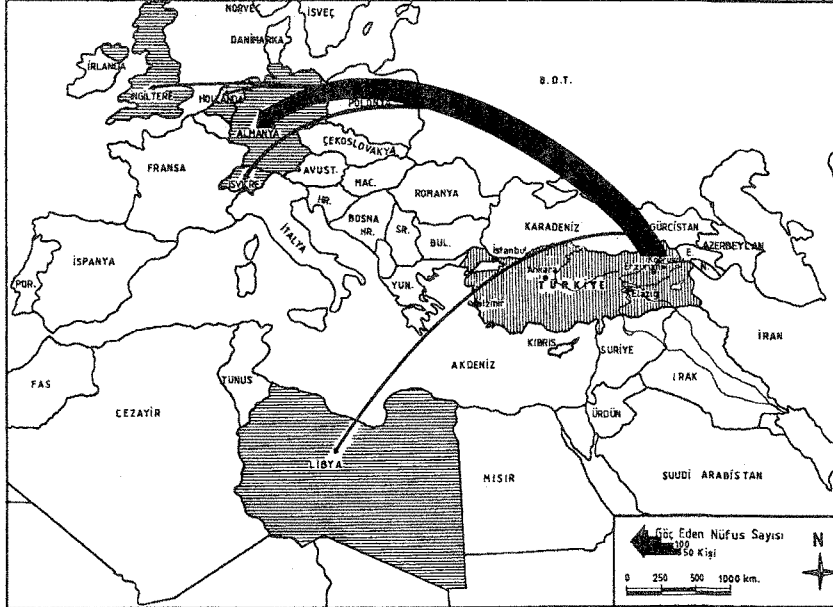 NORVEÇ
İSVEÇ
DANİMARKA
İRLANDA
İNGİLTERE
HOLLANDA
POLONYA
B.D.T.
ALMANYA
ÇEKOSLOVAKYA
FRANSA
İSVİÇRE
AVUST.
MAC.
ROMANYA
HR.
BOSNA
HR.
SR.
BUL.
İTALYA
KARADENİZ
GÜRCİSTAN
AZERBEYCAN
E.
N.
İSPANYA
POR.
YUN.
İstanbul
Ankara
Erzurum
TÜRKİYE
Elazığ
İzmir
KIBRIS
SURİYE
İRAN
AKDENİZ
IRAK
FAS
TUNUS
CEZAYİR
ÜRDÜN
LİBYA
MISIR
SUUDİ ARABİSTAN
Göç Eden Nüfus Sayısı
100
50 Kişi
N
0 250 500 1000 km.